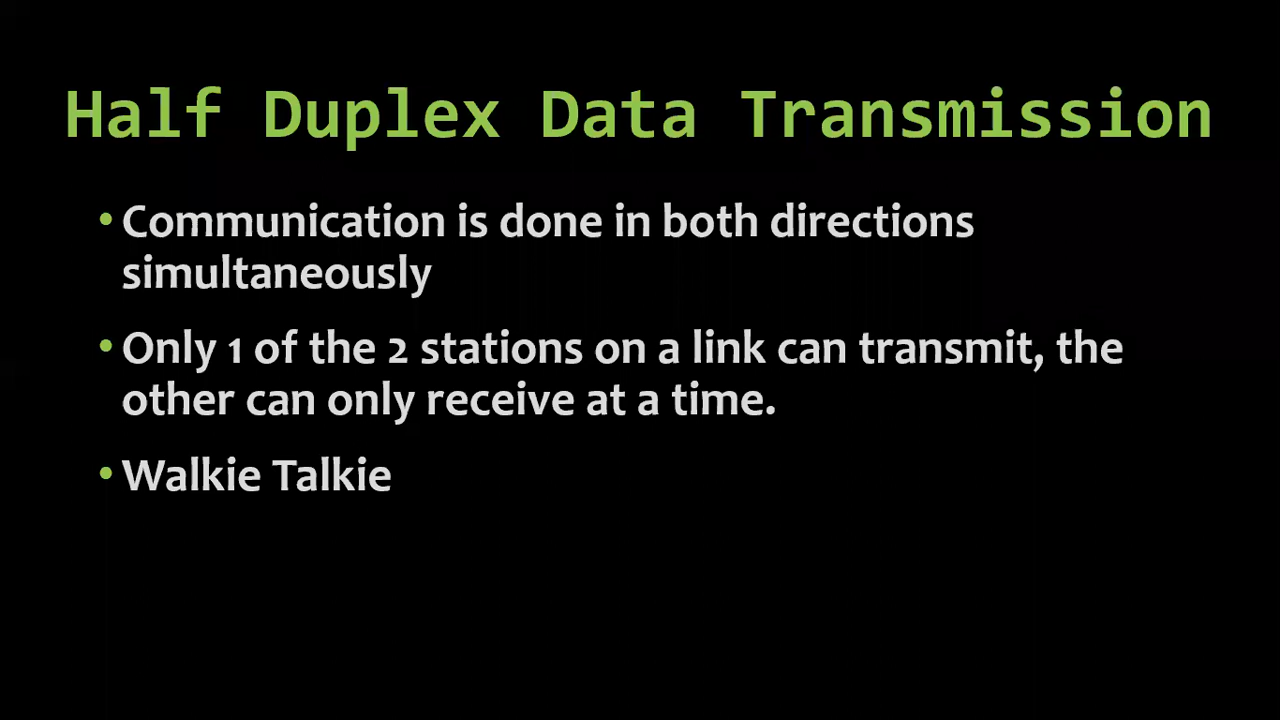 Half Duplex Data Transmission
• Communication is done in both directions
simultaneously
• Only 1 of the 2 stations on a link can transmit, the
other can only receive at a time.
• Walkie Talkie